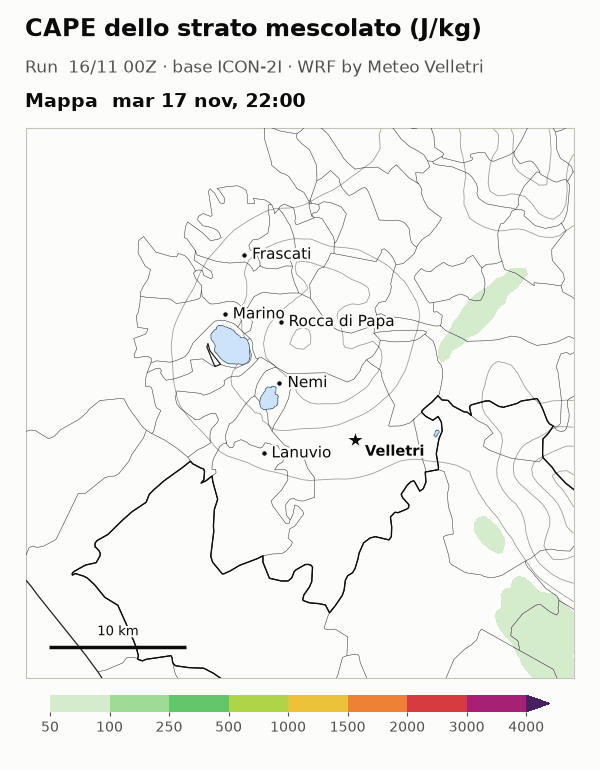 CAPE dello strato mescolato (J/kg)
Run 16/11 00Z · base ICON-2I · WRF by Meteo Velletri
Mappa mar 17 nov, 22:00
Frascati
Marino
Rocca di Papa
Nemi
Velletri
Lanuvio
10 km
50 100 250 500 1000 1500 2000 3000 4000